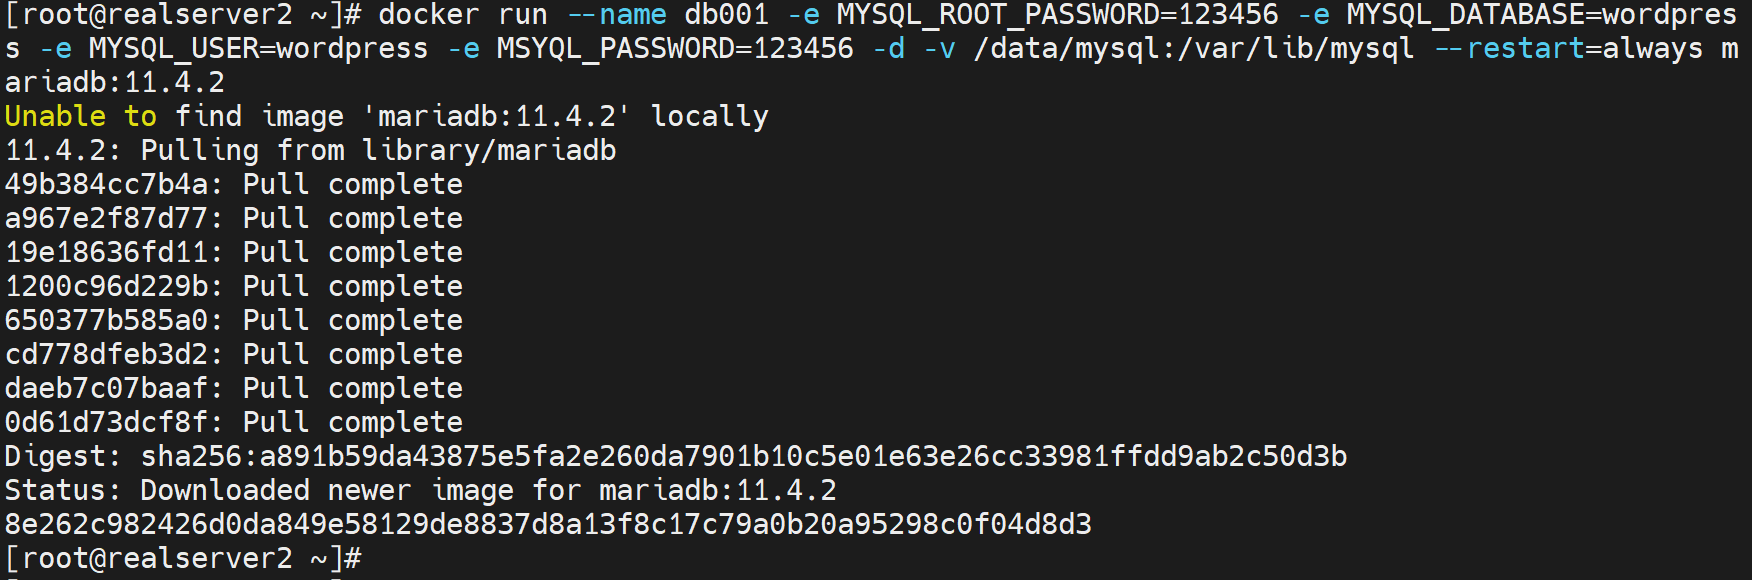 [root@realserver2 ~]# docker run --name db001 -e MYSQL_ROOT_PASSWORD=123456 -e MYSQL_DATABASE=wordpres
s -e MYSQL_USER=wordpress -e MSYQL_PASSWORD=123456 -d -v /data/mysql:/var/lib/mysql --restart=always m
ariadb:11.4.2
Unable to find image 'mariadb:11.4.2' locally
11.4.2: Pulling from library/mariadb
49b384cc7b4a: Pull complete
a967e2f87d77: Pull complete
19e18636fd11: Pull complete
1200c96d229b: Pull complete
650377b585a0: Pull complete
cd778dfeb3d2: Pull complete
daeb7c07baaf: Pull complete
0d61d73dcf8f: Pull complete
Digest: sha256:a891b59da43875e5fa2e260da7901b10c5e01e63e26cc33981ffdd9ab2c50d3b
Status: Downloaded newer image for mariadb:11.4.2
8e262c982426d0da849e58129de8837d8a13f8c17c79a0b20a95298c0f04d8d3
[root@realserver2 ~]#